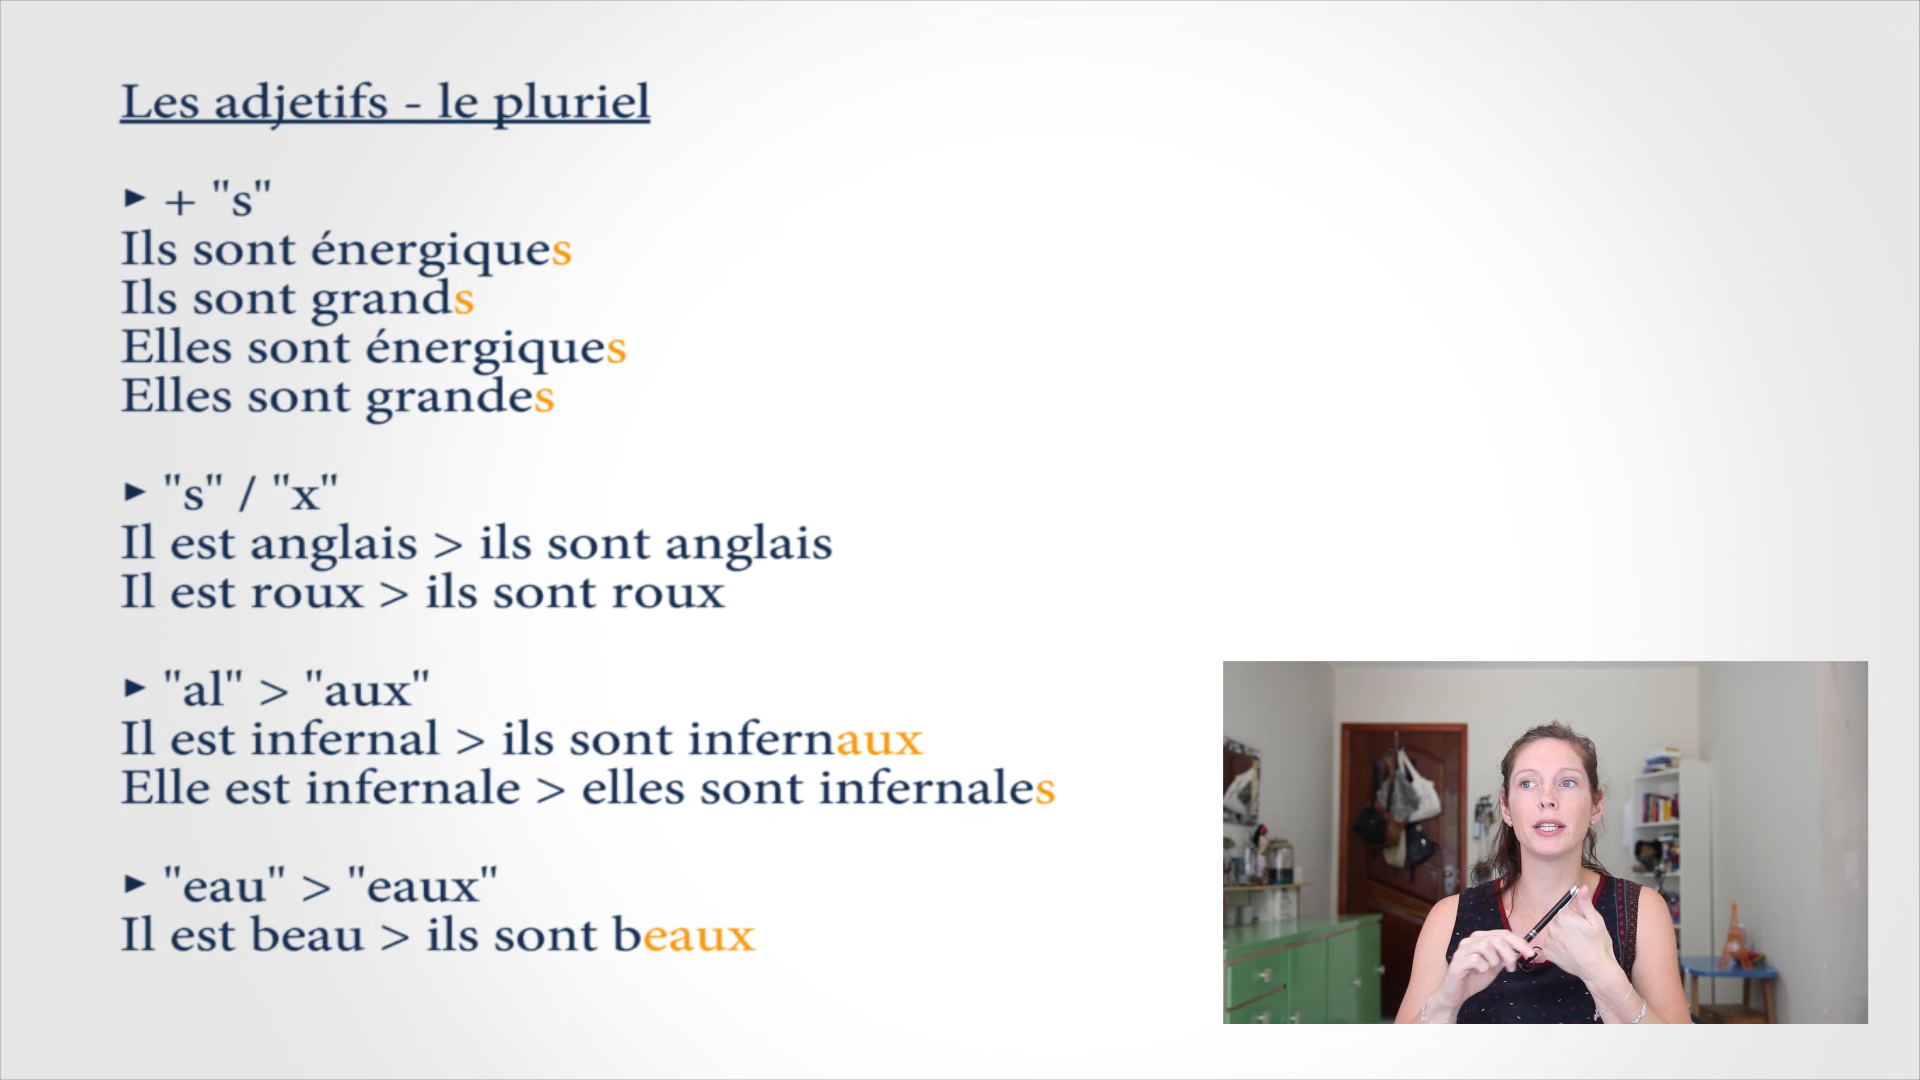 Les adjetifs - le pluriel
► + "s"
Ils sont énergiques
Ils sont grands
Elles sont énergiques
Elles sont grandes
► "s" / "x"
Il est anglais > ils sont anglais
Il est roux > ils sont roux
► "al" > "aux"
Il est infernal > ils sont infernaux
Elle est infernale > elles sont infernales
► "eau" > "eaux"
Il est beau > ils sont beaux